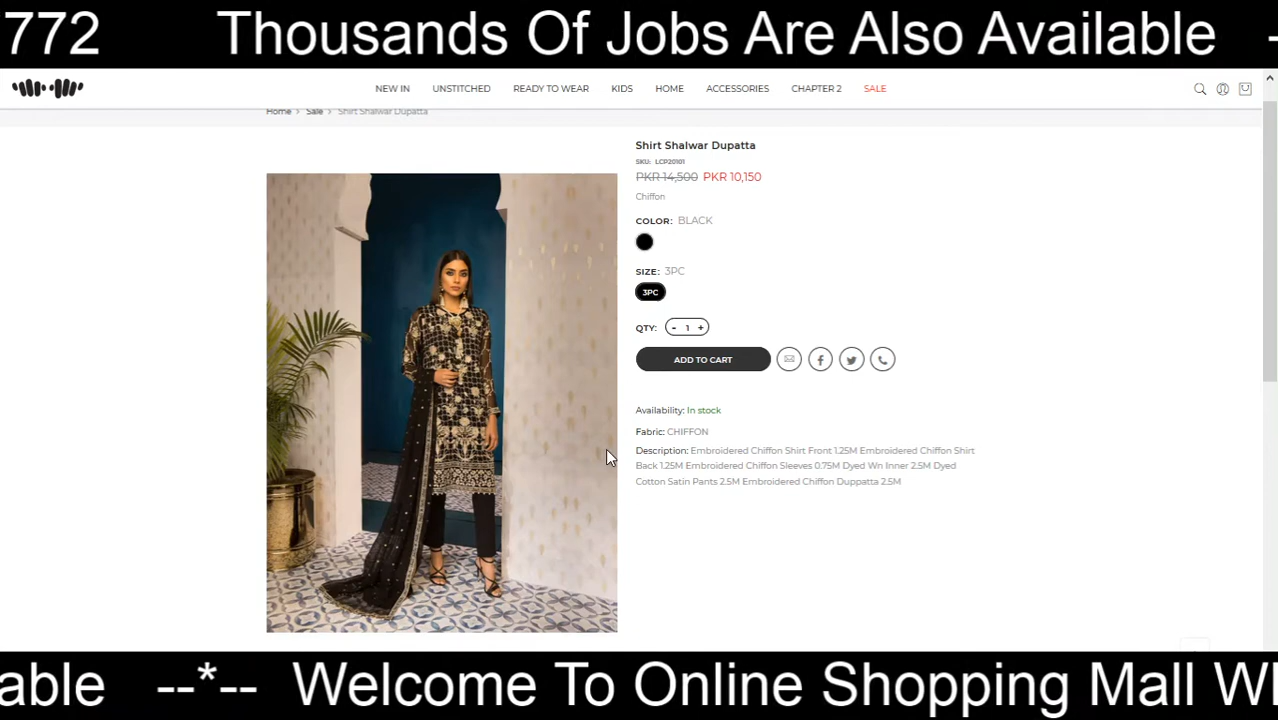 772 Thousands Of Jobs Are Also Available -
NEW IN UNSTITCHED READY TO WEAR KIDS HOME ACCESSORIES CHAPTER 2 SALE
Home > Sale > Shirt Shalwar Dupatta
Shirt Shalwar Dupatta
SKU: LCP20101
PKR 14,500 PKR 10,150
Chiffon
COLOR: BLACK
SIZE: 3PC
3PC
QTY: - 1 +
ADD TO CART
Availability: In stock
Fabric: CHIFFON
Description: Embroidered Chiffon Shirt Front 1.25M Embroidered Chiffon Shirt
Back 1.25M Embroidered Chiffon Sleeves 0.75M Dyed Wn Inner 2.5M Dyed
Cotton Satin Pants 2.5M Embroidered Chiffon Duppatta 2.5M
able --*-- Welcome To Online Shopping Mall Wh